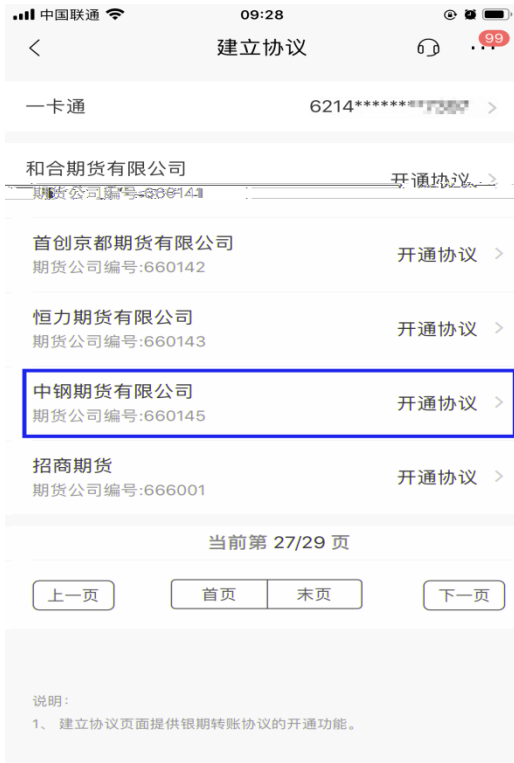 中国联通
09:28
建立协议
99
一卡通
6214*******
和合期货有限公司
开通协议
期货公司编号:660141
首创京都期货有限公司
期货公司编号:660142
开通协议
恒力期货有限公司
期货公司编号:660143
开通协议
中钢期货有限公司
期货公司编号:660145
开通协议
招商期货
期货公司编号:666001
开通协议
当前第 27/29 页
上一页
首页
末页
下一页
说明:
1、 建立协议页面提供银期转账协议的开通功能。